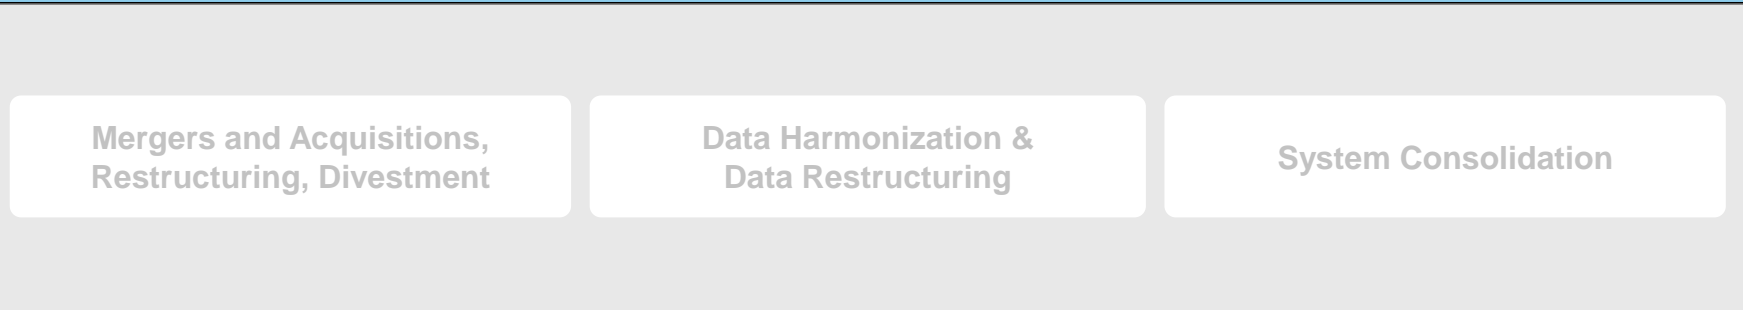 Mergers and Acquisitions,
Restructuring, Divestment
Data Harmonization &
Data Restructuring
System Consolidation